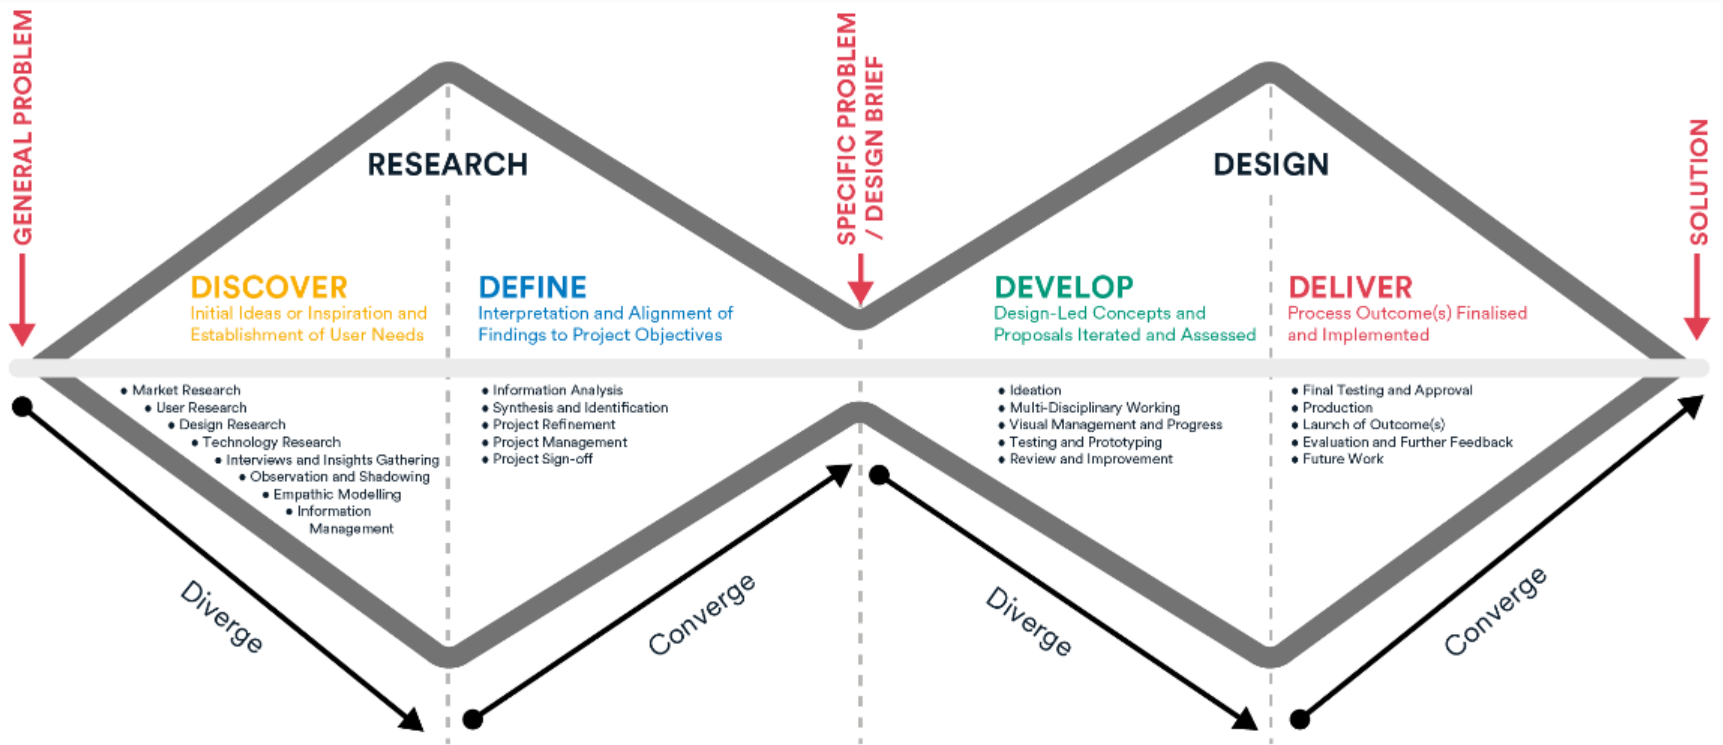 GENERAL PROBLEM
SPECIFIC PROBLEM
/ DESIGN BRIEF
SOLUTION
RESEARCH
DESIGN
DISCOVER
Initial Ideas or Inspiration and
Establishment of User Needs
DEFINE
Interpretation and Alignment of
Findings to Project Objectives
DEVELOP
Design-Led Concepts and
Proposals Iterated and Assessed
DELIVER
Process Outcome(s) Finalised
and Implemented
• Market Research
• User Research
• Design Research
• Technology Research
• Interviews and Insights Gathering
• Observation and Shadowing
• Empathic Modelling
• Information
Management
• Information Analysis
• Synthesis and Identification
• Project Refinement
• Project Management
• Project Sign-off
• Ideation
• Multi-Disciplinary Working
• Visual Management and Progress
• Testing and Prototyping
• Review and Improvement
• Final Testing and Approval
• Production
• Launch of Outcome(s)
• Evaluation and Further Feedback
• Future Work
Diverge
Converge
Diverge
Converge